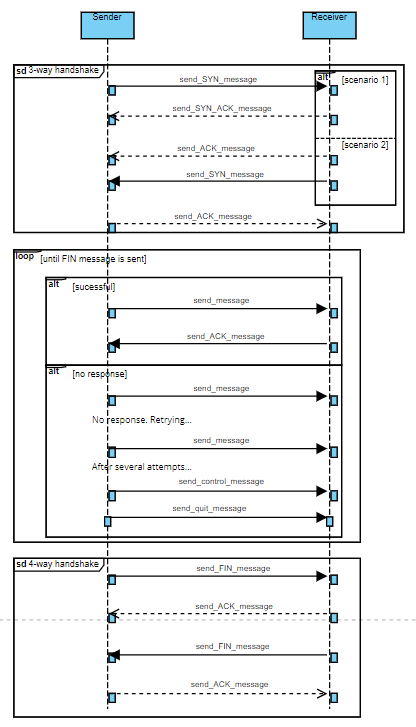 Sender
Receiver
sd 3-way handshake
alt
[scenario 1]
send_SYN_message
send_SYN_ACK_message
[scenario 2]
send_ACK_message
send_SYN_message
send_ACK_message
loop
[until FIN message is sent]
alt
[sucessful]
send_message
send_ACK_message
alt
[no response]
send_message
No response. Retrying...
send_message
After several attempts...
send_control_message
send_quit_message
sd 4-way handshake
send_FIN_message
send_ACK_message
send_FIN_message
send_ACK_message